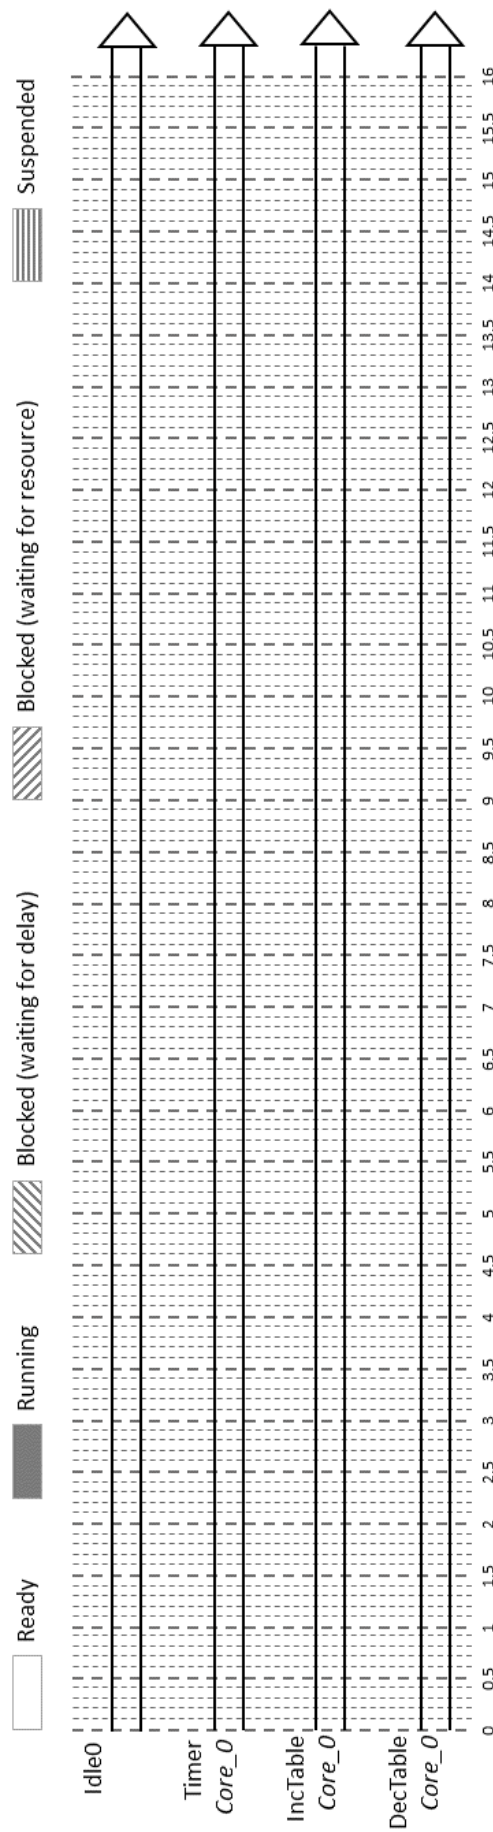 Ready Running Blocked (waiting for delay) Blocked (waiting for resource) Suspended
Idle0
Timer
Core_0
IncTable
Core_0
DecTable
Core_0
0 0.5 1 1.5 2 2.5 3 3.5 4 4.5 5 5.5 6 6.5 7 7.5 8 8.5 9 9.5 10 10.5 11 11.5 12 12.5 13 13.5 14 14.5 15 15.5 16